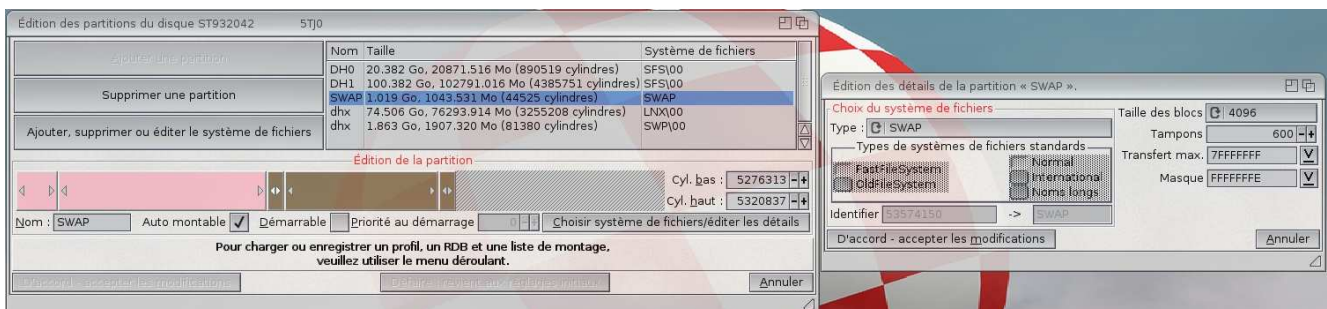 Édition des partitions du disque ST932042 5TJ0
Ajouter une partition
Supprimer une partition
Ajouter, supprimer ou éditer le système de fichiers
Nom Taille Système de fichiers
DH0 20.382 Go, 20871.516 Mo (890519 cylindres) SFS\00
DH1 100.382 Go, 102791.016 Mo (4385751 cylindres) SFS\00
SWAP 1.019 Go, 1043.531 Mo (44525 cylindres) SWAP
dhx 74.506 Go, 76293.914 Mo (3255208 cylindres) LNX\00
dhx 1.863 Go, 1907.320 Mo (81380 cylindres) SWP\00
Édition de la partition
Cyl. bas : 5276313
Cyl. haut : 5320837
Nom : SWAP Auto montable Démarrable Priorité au démarrage 0 Choisir système de fichiers/éditer les détails
Pour charger ou enregistrer un profil, un RDB et une liste de montage,
veuillez utiliser le menu déroulant.
D'accord - accepter les modifications
Annuler
Édition des détails de la partition « SWAP ».
Choix du système de fichiers
Type : SWAP
Types de systèmes de fichiers standards
FastFileSystem
OldFileSystem
Normal
International
Noms longs
Identifier 53574150 -> SWAP
Taille des blocs 4096
Tampons 600
Transfert max. 7FFFFFFF
Masque FFFFFFFE
D'accord - accepter les modifications
Annuler